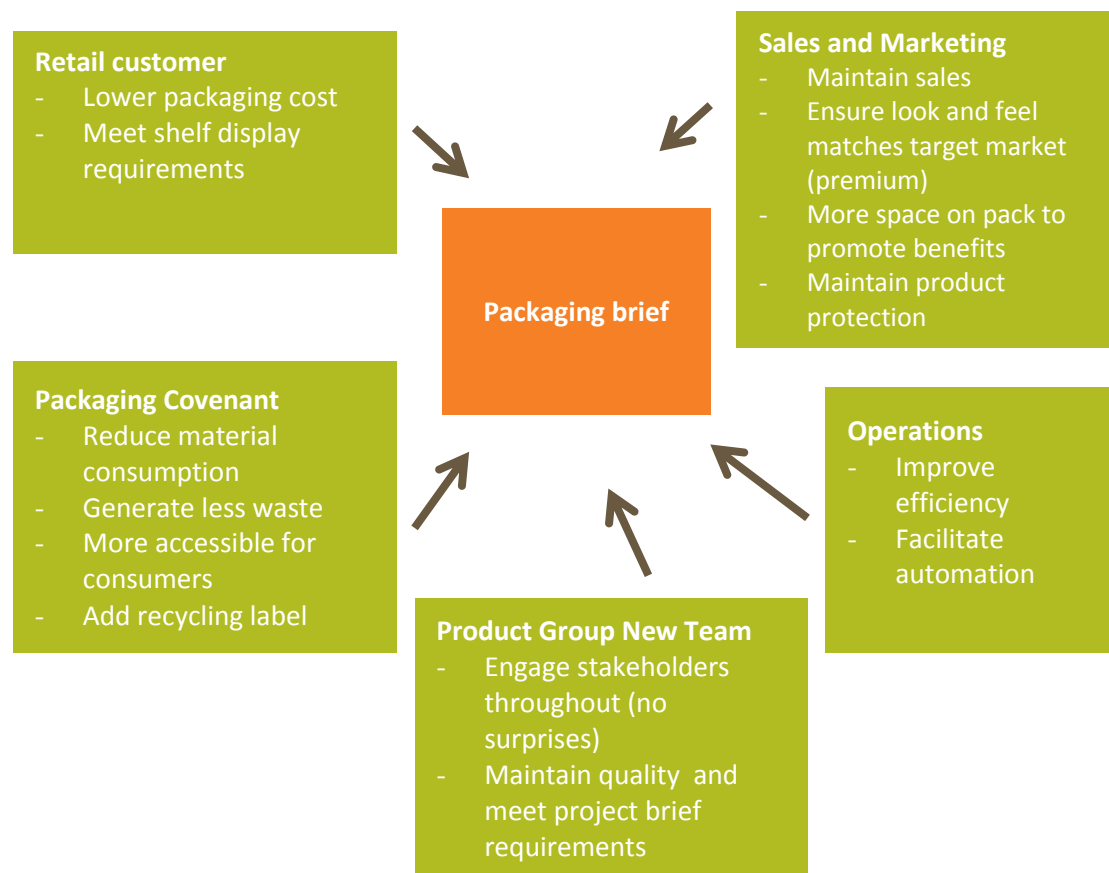 Retail customer
- Lower packaging cost
- Meet shelf display
requirements
Sales and Marketing
- Maintain sales
- Ensure look and feel
matches target market
(premium)
- More space on pack to
promote benefits
- Maintain product
protection
Packaging brief
Packaging Covenant
- Reduce material
consumption
- Generate less waste
- More accessible for
consumers
- Add recycling label
Operations
- Improve
efficiency
- Facilitate
automation
Product Group New Team
- Engage stakeholders
throughout (no
surprises)
- Maintain quality and
meet project brief
requirements